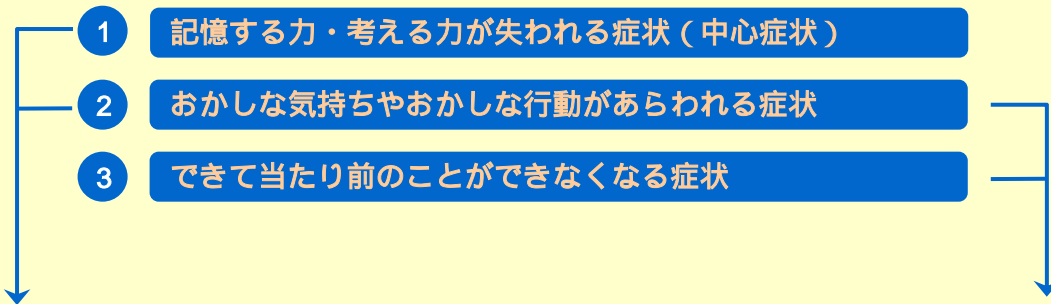 1 記憶する力・考える力が失われる症状（中心症状）
2 おかしな気持ちやおかしな行動があらわれる症状
3 できて当たり前のことができなくなる症状